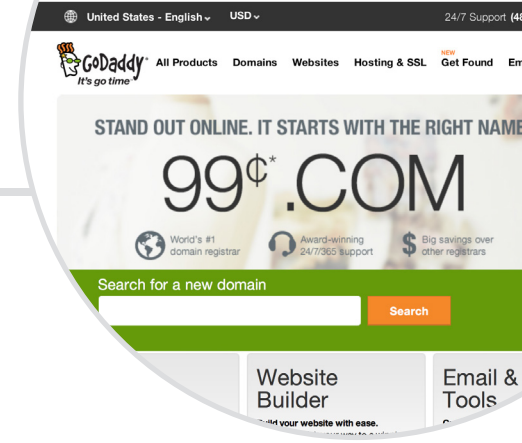 United States - English USD 24/7 Support (48
GoDaddy
It's go time
All Products Domains Websites Hosting & SSL Get Found Em
NEW
STAND OUT ONLINE. IT STARTS WITH THE RIGHT NAME
99¢* .COM
World's #1
domain registrar
Award-winning
24/7/365 support
Big savings over
other registrars
Search for a new domain
Search
Website
Builder
Build your website with ease.
Email &
Tools